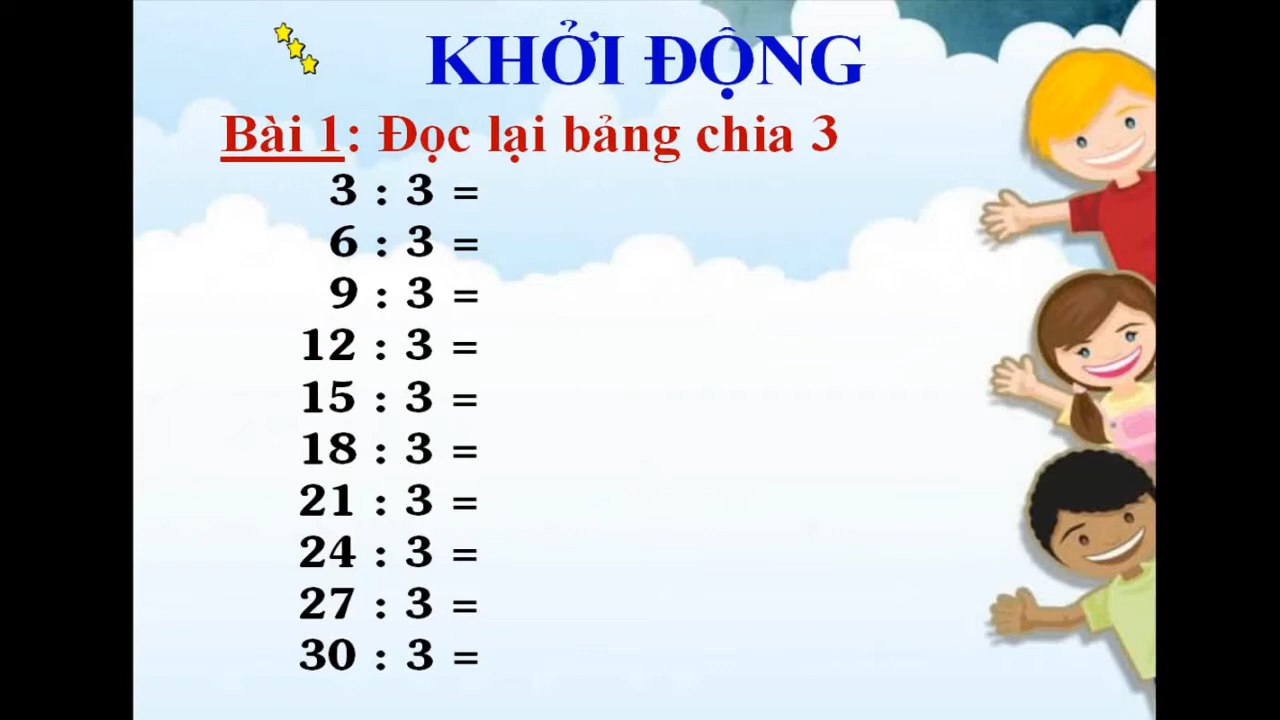 KHỞI ĐỘNG
Bài 1: Đọc lại bảng chia 3
3 : 3 =
6 : 3 =
9 : 3 =
12 : 3 =
15 : 3 =
18 : 3 =
21 : 3 =
24 : 3 =
27 : 3 =
30 : 3 =